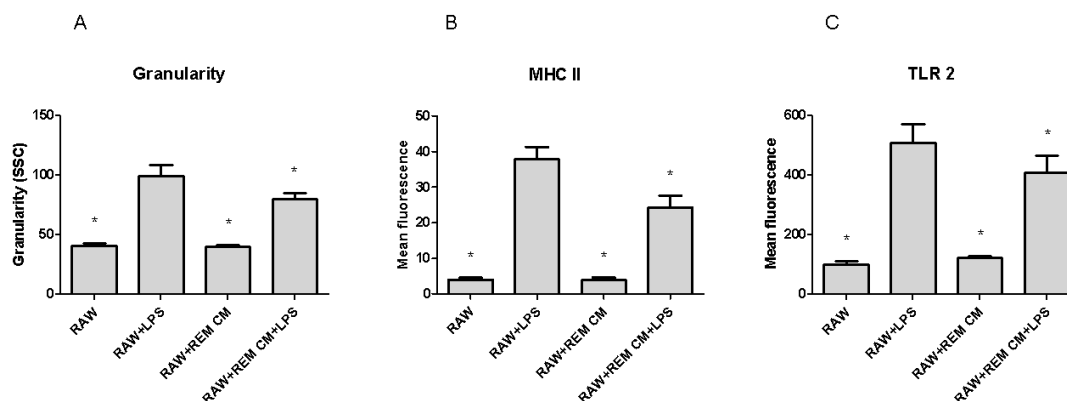 A
Granularity
Granularity (SSC)
150
100
50
0
*
*
*
RAW
RAW+LPS
RAW+REM CM
RAW+REM CM+LPS
B
MHC II
Mean fluorescence
50
40
30
20
10
0
*
*
*
RAW
RAW+LPS
RAW+REM CM
RAW+REM CM+LPS
C
TLR 2
Mean fluorescence
600
400
200
0
*
*
*
RAW
RAW+LPS
RAW+REM CM
RAW+REM CM+LPS